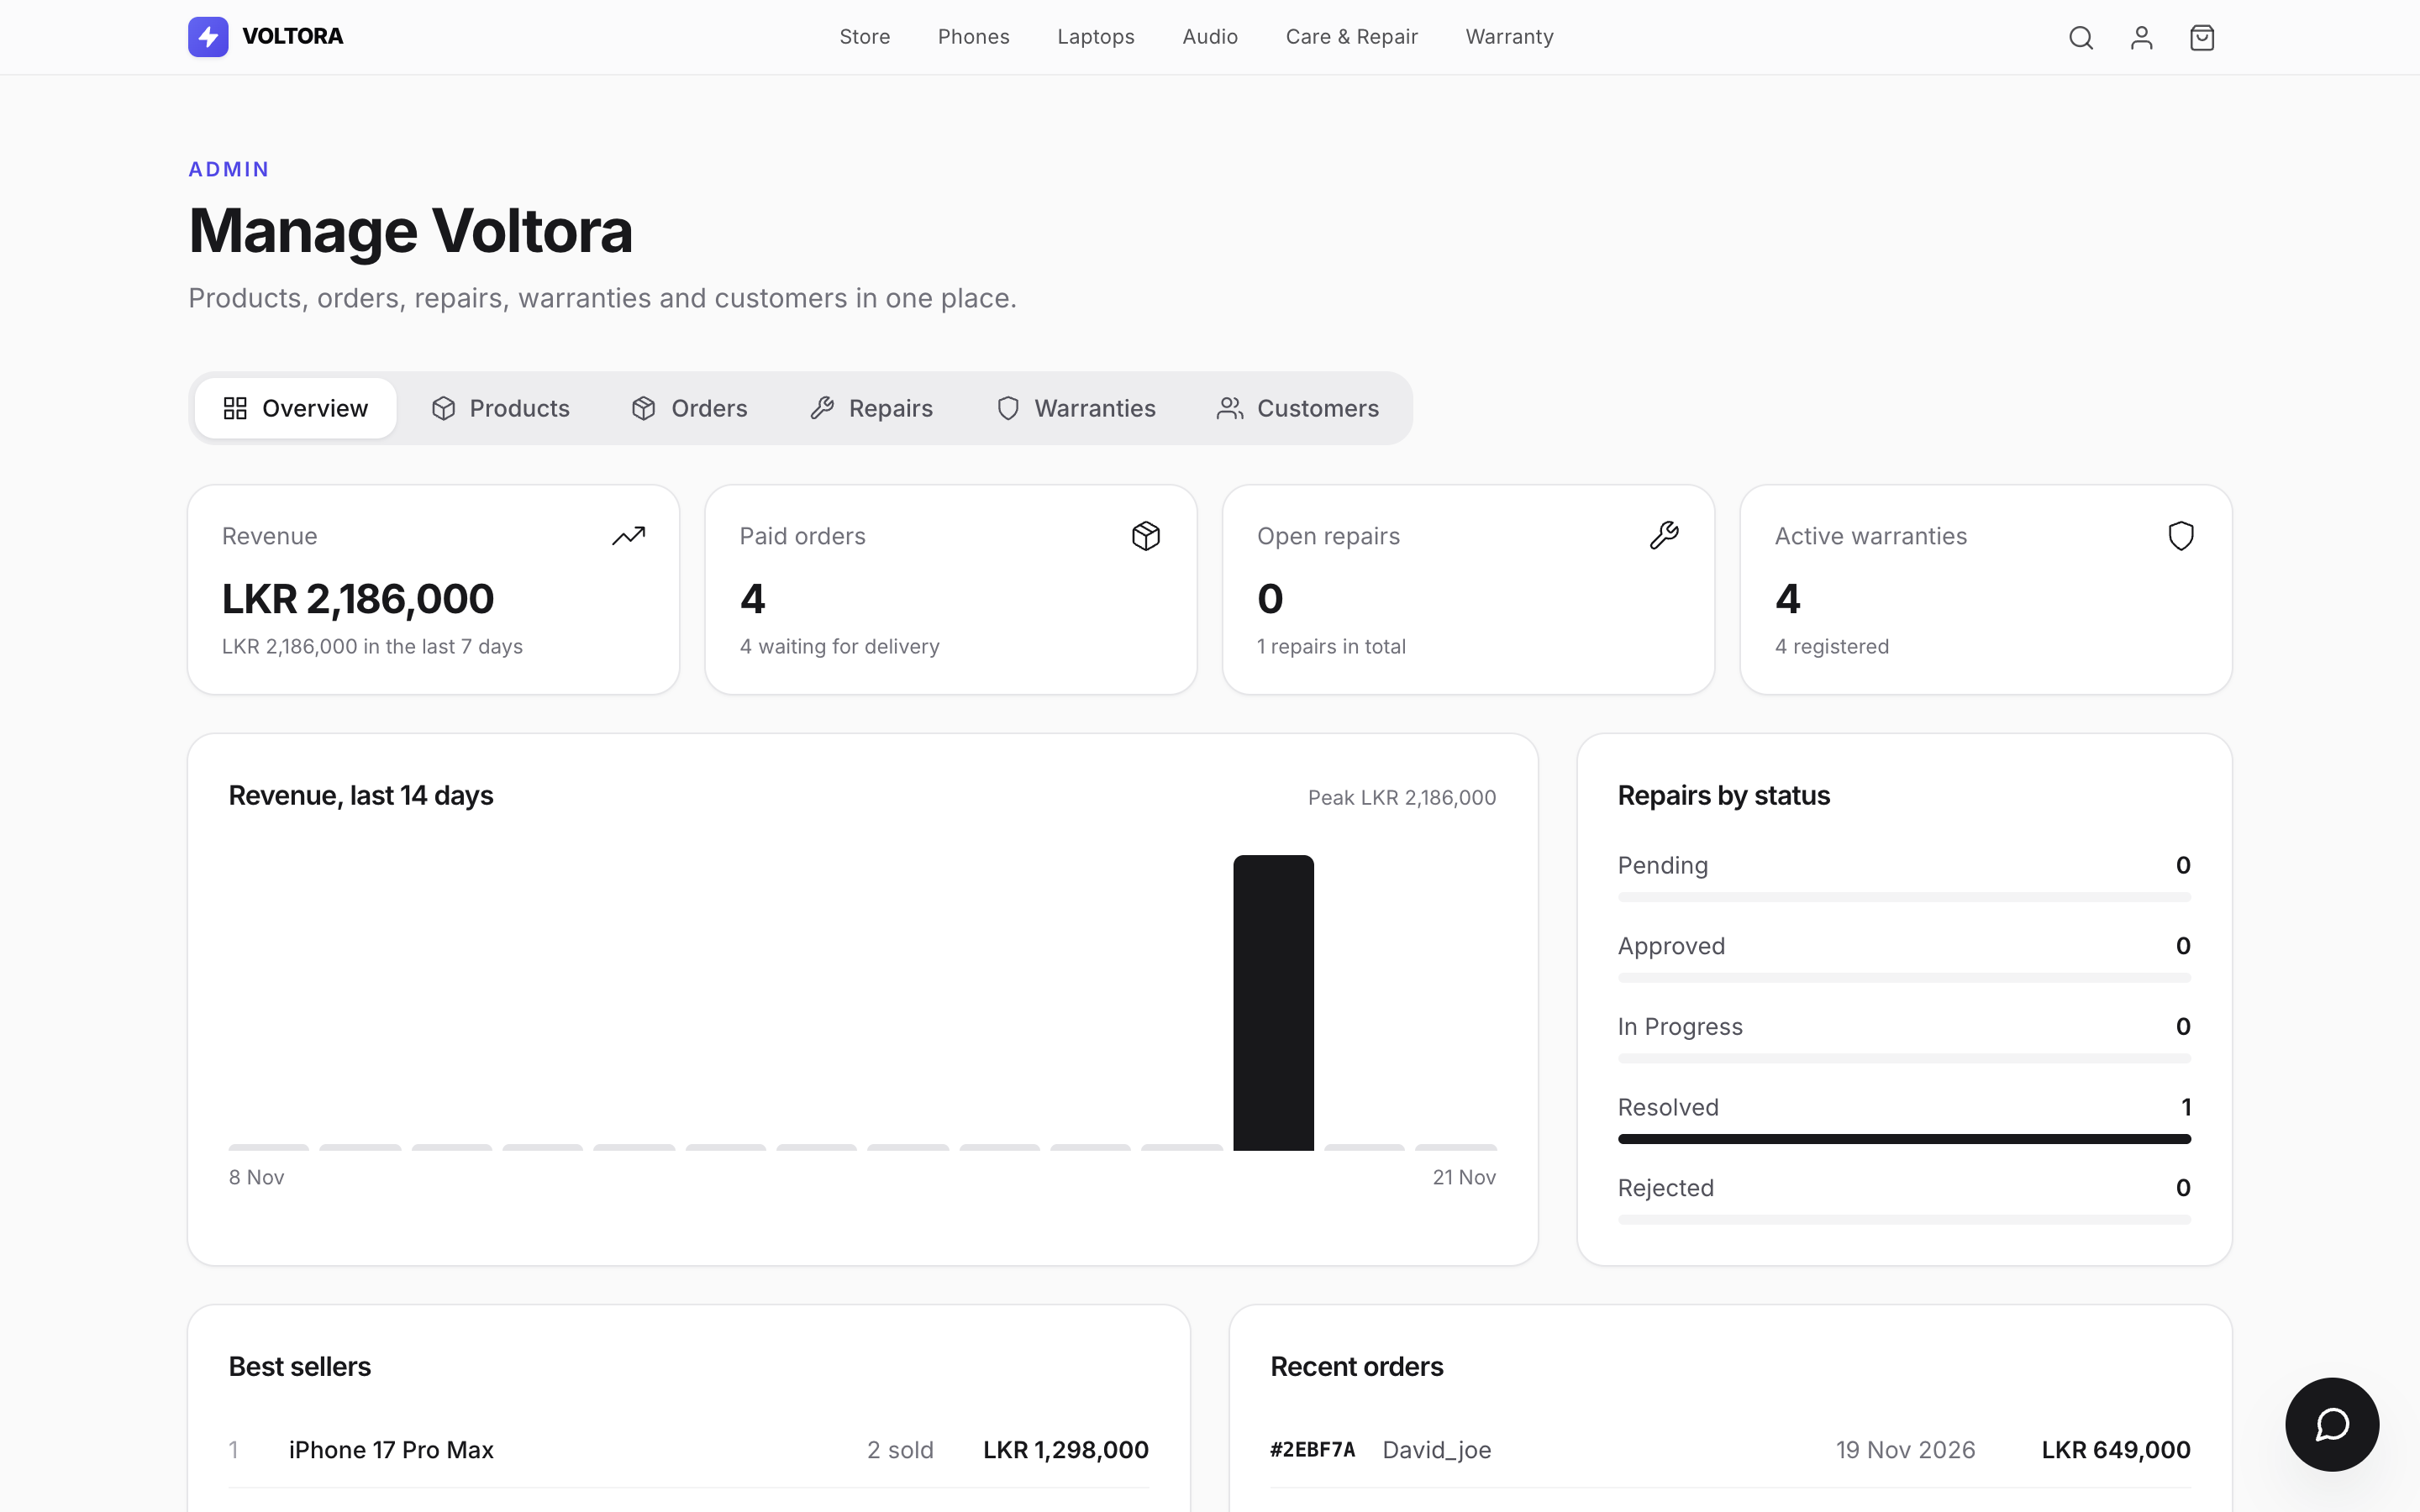 VOLTORA
Store Phones Laptops Audio Care & Repair Warranty
ADMIN
Manage Voltora
Products, orders, repairs, warranties and customers in one place.
Overview Products Orders Repairs Warranties Customers
Revenue
LKR 2,186,000
LKR 2,186,000 in the last 7 days
Paid orders
4
4 waiting for delivery
Open repairs
0
1 repairs in total
Active warranties
4
4 registered
Revenue, last 14 days
Peak LKR 2,186,000
8 Nov 21 Nov
Repairs by status
Pending 0
Approved 0
In Progress 0
Resolved 1
Rejected 0
Best sellers
1 iPhone 17 Pro Max 2 sold LKR 1,298,000
Recent orders
#2EBF7A David_joe 19 Nov 2026 LKR 649,000